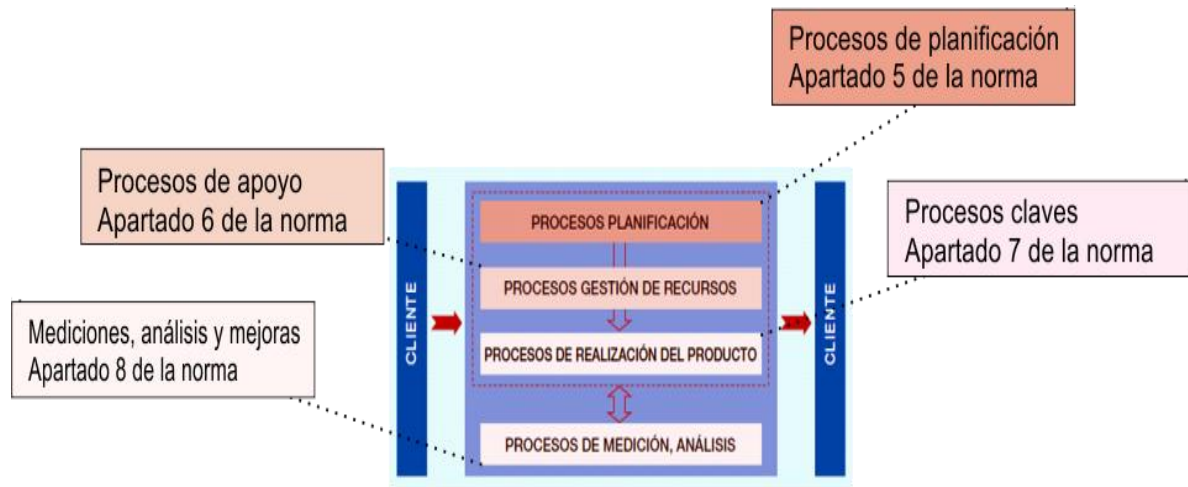 Procesos de planificación
Apartado 5 de la norma
Procesos de apoyo
Apartado 6 de la norma
Procesos claves
Apartado 7 de la norma
Mediciones, análisis y mejoras
Apartado 8 de la norma
CLIENTE
PROCESOS PLANIFICACIÓN
PROCESOS GESTIÓN DE RECURSOS
PROCESOS DE REALIZACIÓN DEL PRODUCTO
PROCESOS DE MEDICIÓN, ANÁLISIS
CLIENTE